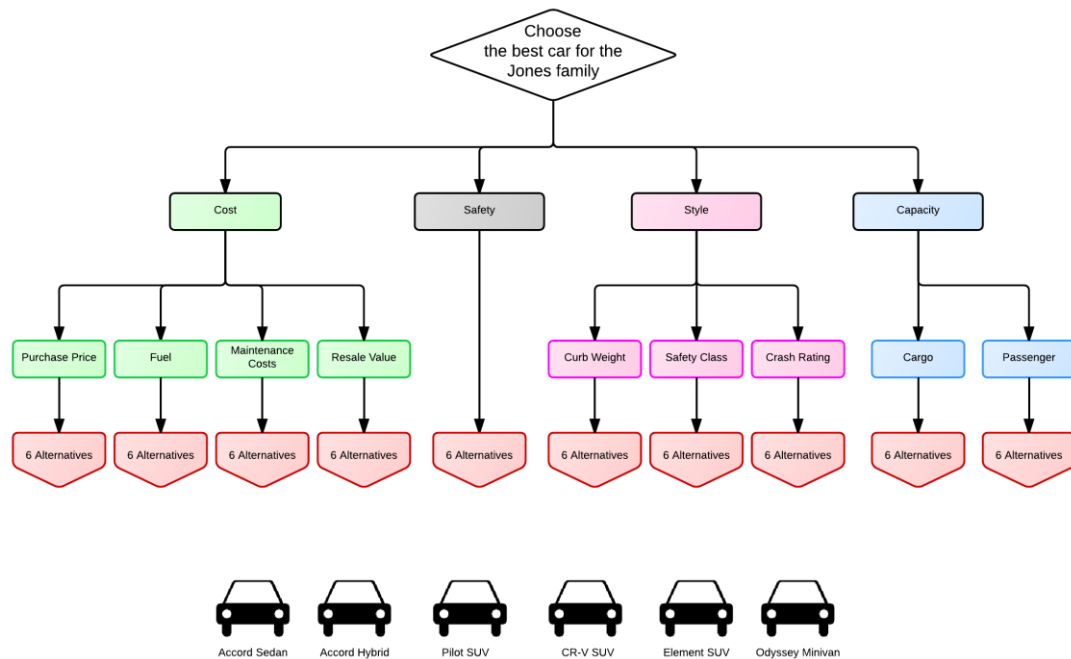 Choose
the best car for the
Jones family
Cost
Safety
Style
Capacity
Purchase Price
Fuel
Maintenance
Costs
Resale Value
Curb Weight
Safety Class
Crash Rating
Cargo
Passenger
6 Alternatives
6 Alternatives
6 Alternatives
6 Alternatives
6 Alternatives
6 Alternatives
6 Alternatives
6 Alternatives
6 Alternatives
6 Alternatives
Accord Sedan
Accord Hybrid
Pilot SUV
CR-V SUV
Element SUV
Odyssey Minivan